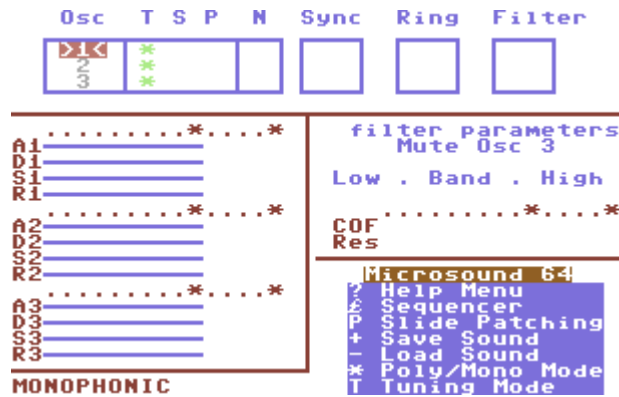 Osc T S P N Sync Ring Filter
>1< *
2 *
3 *
.........*....*
A1
D1
S1
R1
.........*....*
A2
D2
S2
R2
.........*....*
A3
D3
S3
R3
MONOPHONIC
filter parameters
Mute Osc 3
Low . Band . High
.........*....*
COF
Res
Microsound 64
? Help Menu
£ Sequencer
P Slide Patching
+ Save Sound
- Load Sound
* Poly/Mono Mode
T Tuning Mode